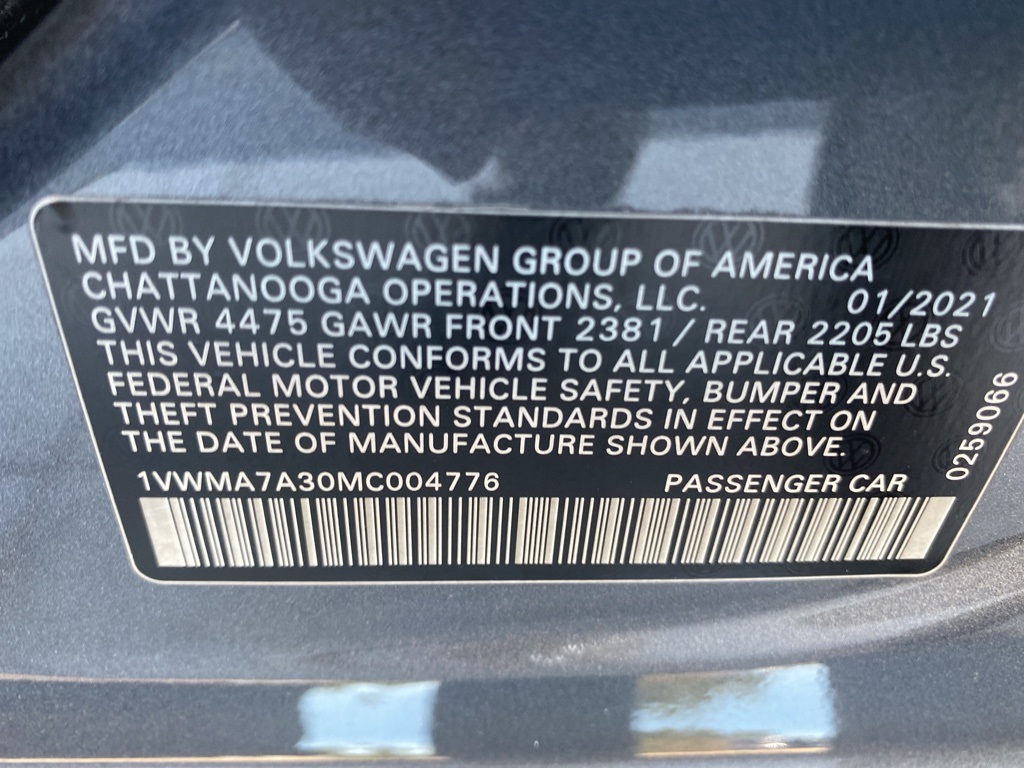 MFD BY VOLKSWAGEN GROUP OF AMERICA
CHATTANOOGA OPERATIONS, LLC. 01/2021
GVWR 4475 GAWR FRONT 2381 / REAR 2205 LBS
THIS VEHICLE CONFORMS TO ALL APPLICABLE U.S.
FEDERAL MOTOR VEHICLE SAFETY, BUMPER AND
THEFT PREVENTION STANDARDS IN EFFECT ON
THE DATE OF MANUFACTURE SHOWN ABOVE.
1VWMA7A30MC004776 PASSENGER CAR
0259066